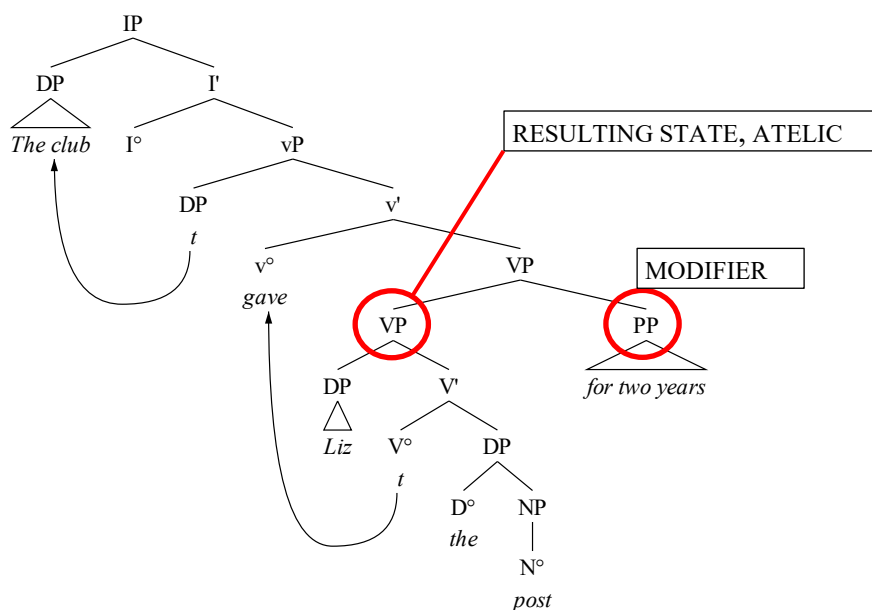 IP
DP I'
The club I° vP
RESULTING STATE, ATELIC
DP v'
t
v° VP
MODIFIER
gave
VP PP
DP V' for two years
Liz V° DP
t D° NP
the
N°
post